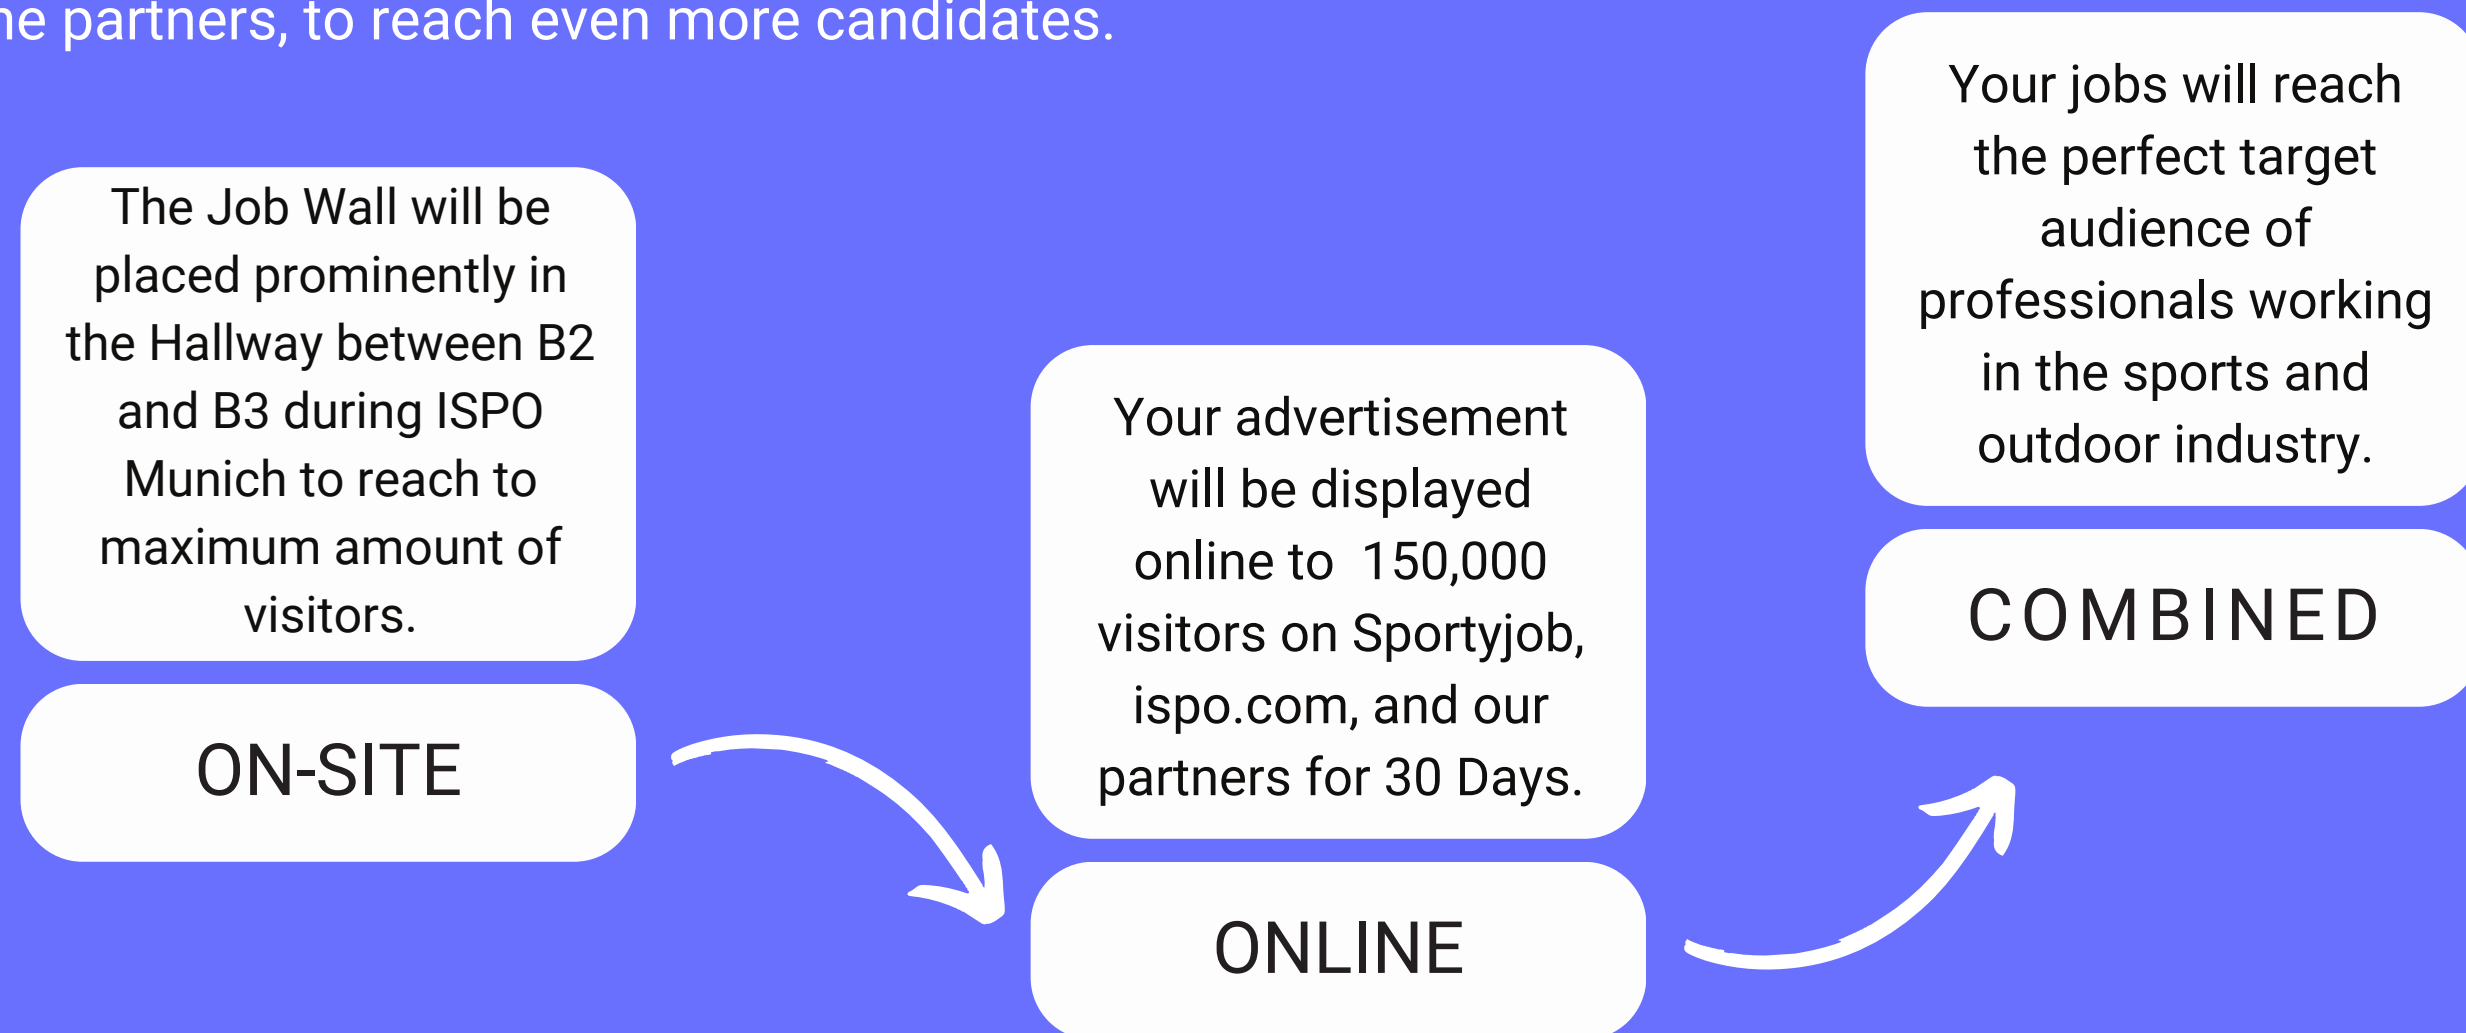 partners, to reach even more candidates.
The Job Wall will be
placed prominently in
the Hallway between B2
and B3 during ISPO
Munich to reach to
maximum amount of
visitors.
ON-SITE
Your advertisement
will be displayed
online to  150,000
visitors on Sportyjob,
ispo.com, and our
partners for 30 Days.
ONLINE
Your jobs will reach
the perfect target
audience of
professionals working
in the sports and
outdoor industry.
COMBINED